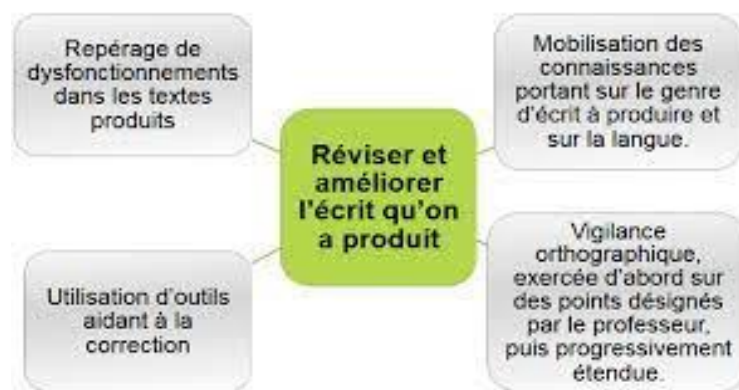 Repérage de
dysfonctionnements
dans les textes
produits
Mobilisation des
connaissances
portant sur le genre
d'écrit à produire et
sur la langue.
Réviser et
améliorer
l'écrit qu'on
a produit
Utilisation d'outils
aidant à la
correction
Vigilance
orthographique,
exercée d'abord sur
des points désignés
par le professeur,
puis progressivement
étendue.